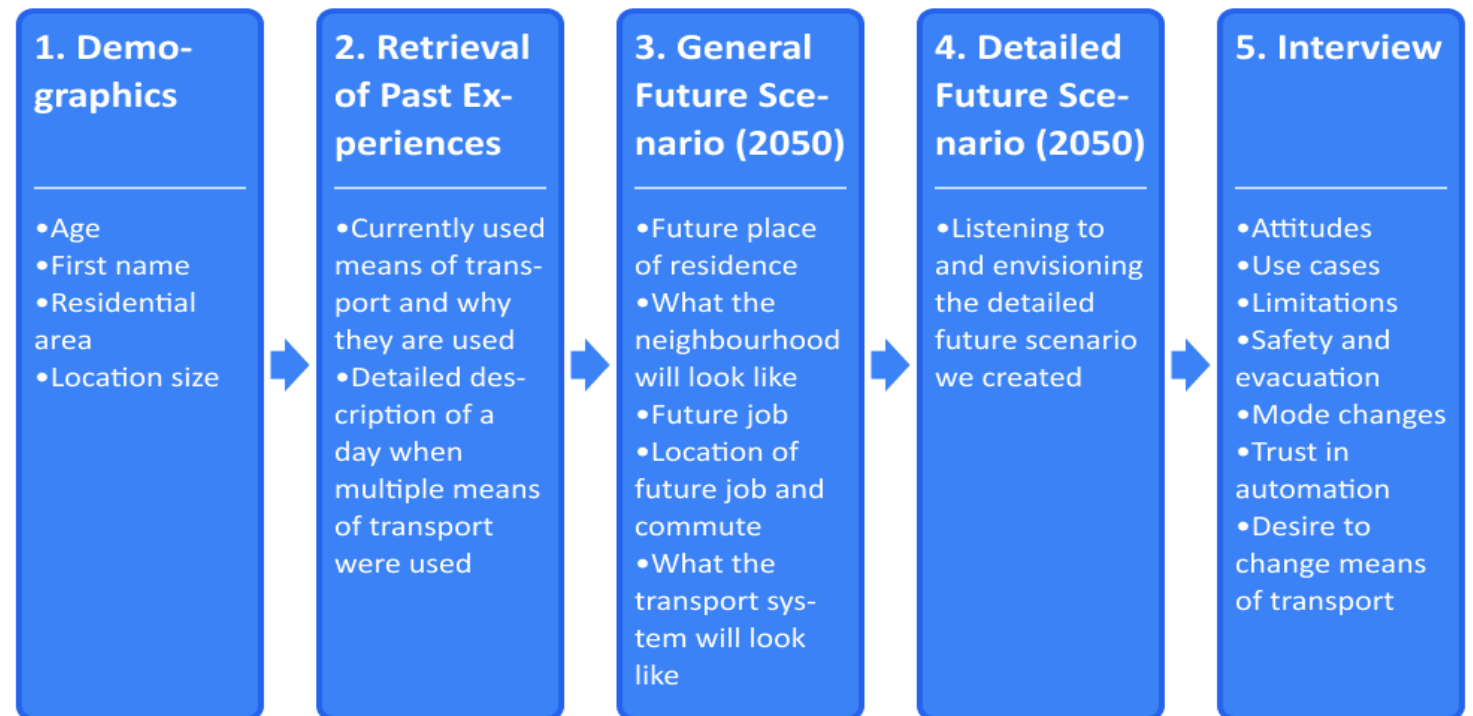 1. Demo-
graphics
•Age
•First name
•Residential
area
•Location size
2. Retrieval
of Past Ex-
periences
•Currently used
means of trans-
port and why
they are used
•Detailed des-
cription of a
day when
multiple means
of transport
were used
3. General
Future Sce-
nario (2050)
•Future place
of residence
•What the
neighbourhood
will look like
•Future job
•Location of
future job and
commute
•What the
transport sys-
tem will look
like
4. Detailed
Future Sce-
nario (2050)
•Listening to
and envisioning
the detailed
future scenario
we created
5. Interview
•Attitudes
•Use cases
•Limitations
•Safety and
evacuation
•Mode changes
•Trust in
automation
•Desire to
change means
of transport